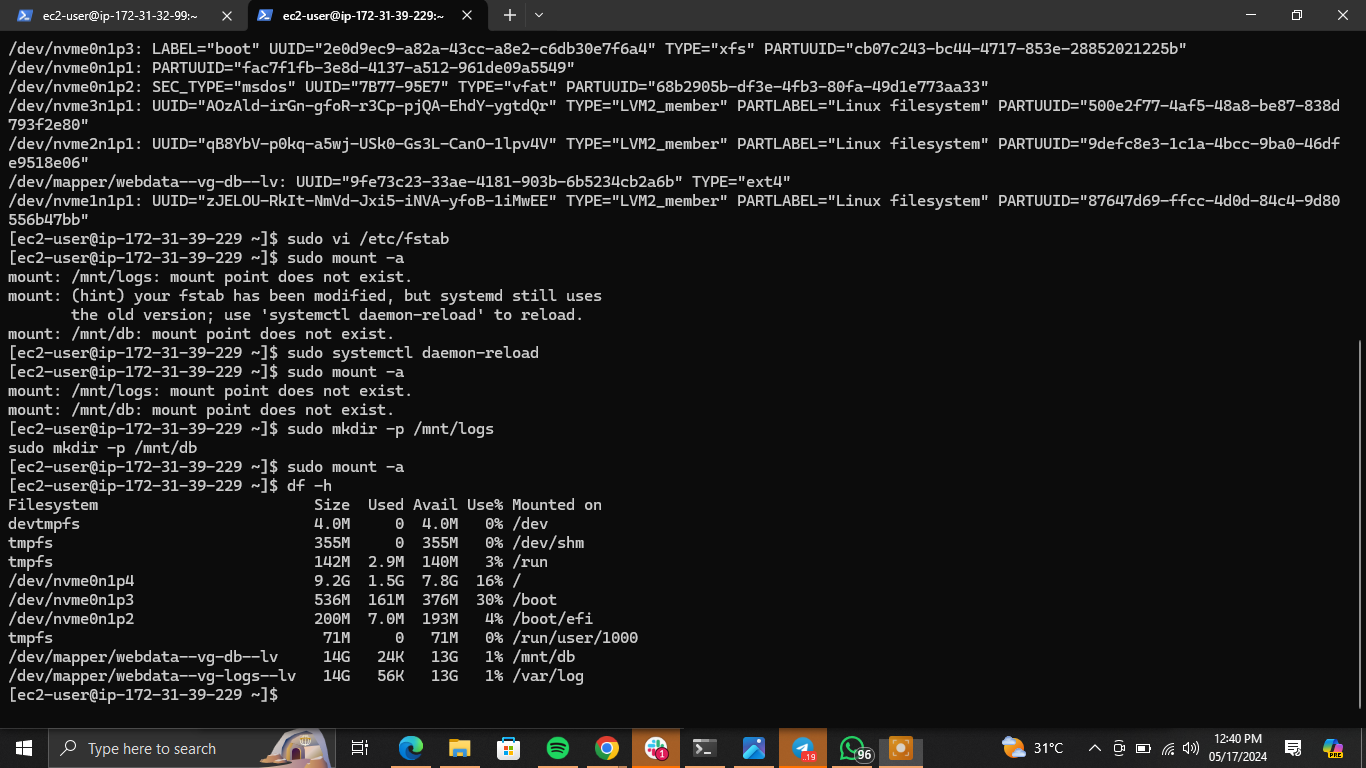 ec2-user@ip-172-31-32-99:~
ec2-user@ip-172-31-39-229:~
/dev/nvme0n1p3: LABEL="boot" UUID="2e0d9ec9-a82a-43cc-a8e2-c6db30e7f6a4" TYPE="xfs" PARTUUID="cb07c243-bc44-4717-853e-28852021225b"
/dev/nvme0n1p1: PARTUUID="fac7f1fb-3e8d-4137-a512-961de09a5549"
/dev/nvme0n1p2: SEC_TYPE="msdos" UUID="7B77-95E7" TYPE="vfat" PARTUUID="68b2905b-df3e-4fb3-80fa-49d1e773aa33"
/dev/nvme3n1p1: UUID="AOzAld-irGn-gfoR-r3Cp-pjQA-EhdY-ygtdQr" TYPE="LVM2_member" PARTLABEL="Linux filesystem" PARTUUID="500e2f77-4af5-48a8-be87-838d
793f2e80"
/dev/nvme2n1p1: UUID="qB8YbV-p0kq-a5wj-USk0-Gs3L-CanO-1lpv4V" TYPE="LVM2_member" PARTLABEL="Linux filesystem" PARTUUID="9defc8e3-1c1a-4bcc-9ba0-46df
e9518e06"
/dev/mapper/webdata--vg-db--lv: UUID="9fe73c23-33ae-4181-903b-6b5234cb2a6b" TYPE="ext4"
/dev/nvme1n1p1: UUID="zJELOU-RkIt-NmVd-Jxi5-iNVA-yfoB-1iMwEE" TYPE="LVM2_member" PARTLABEL="Linux filesystem" PARTUUID="87647d69-ffcc-4d0d-84c4-9d80
556b47bb"
[ec2-user@ip-172-31-39-229 ~]$ sudo vi /etc/fstab
[ec2-user@ip-172-31-39-229 ~]$ sudo mount -a
mount: /mnt/logs: mount point does not exist.
mount: (hint) your fstab has been modified, but systemd still uses
       the old version; use 'systemctl daemon-reload' to reload.
mount: /mnt/db: mount point does not exist.
[ec2-user@ip-172-31-39-229 ~]$ sudo systemctl daemon-reload
[ec2-user@ip-172-31-39-229 ~]$ sudo mount -a
mount: /mnt/logs: mount point does not exist.
mount: /mnt/db: mount point does not exist.
[ec2-user@ip-172-31-39-229 ~]$ sudo mkdir -p /mnt/logs
sudo mkdir -p /mnt/db
[ec2-user@ip-172-31-39-229 ~]$ sudo mount -a
[ec2-user@ip-172-31-39-229 ~]$ df -h
Filesystem                        Size  Used Avail Use% Mounted on
devtmpfs                          4.0M     0  4.0M   0% /dev
tmpfs                             355M     0  355M   0% /dev/shm
tmpfs                             142M  2.9M  140M   3% /run
/dev/nvme0n1p4                    9.2G  1.5G  7.8G  16% /
/dev/nvme0n1p3                    536M  161M  376M  30% /boot
/dev/nvme0n1p2                    200M  7.0M  193M   4% /boot/efi
tmpfs                              71M     0   71M   0% /run/user/1000
/dev/mapper/webdata--vg-db--lv     14G   24K   13G   1% /mnt/db
/dev/mapper/webdata--vg-logs--lv   14G   56K   13G   1% /var/log
[ec2-user@ip-172-31-39-229 ~]$
Type here to search
1
.19
96
31°C
12:40 PM
05/17/2024
PRE